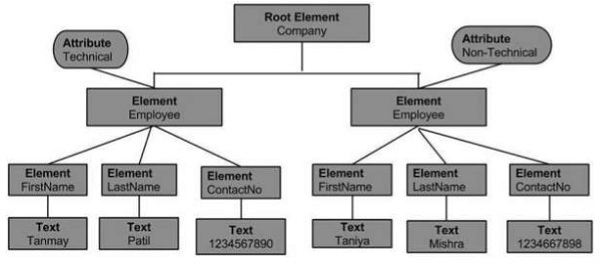 Root Element
Company
Attribute
Technical
Attribute
Non-Technical
Element
Employee
Element
Employee
Element
FirstName
Element
LastName
Element
ContactNo
Element
FirstName
Element
LastName
Element
ContactNo
Text
Tanmay
Text
Patil
Text
1234567890
Text
Taniya
Text
Mishra
Text
1234667898